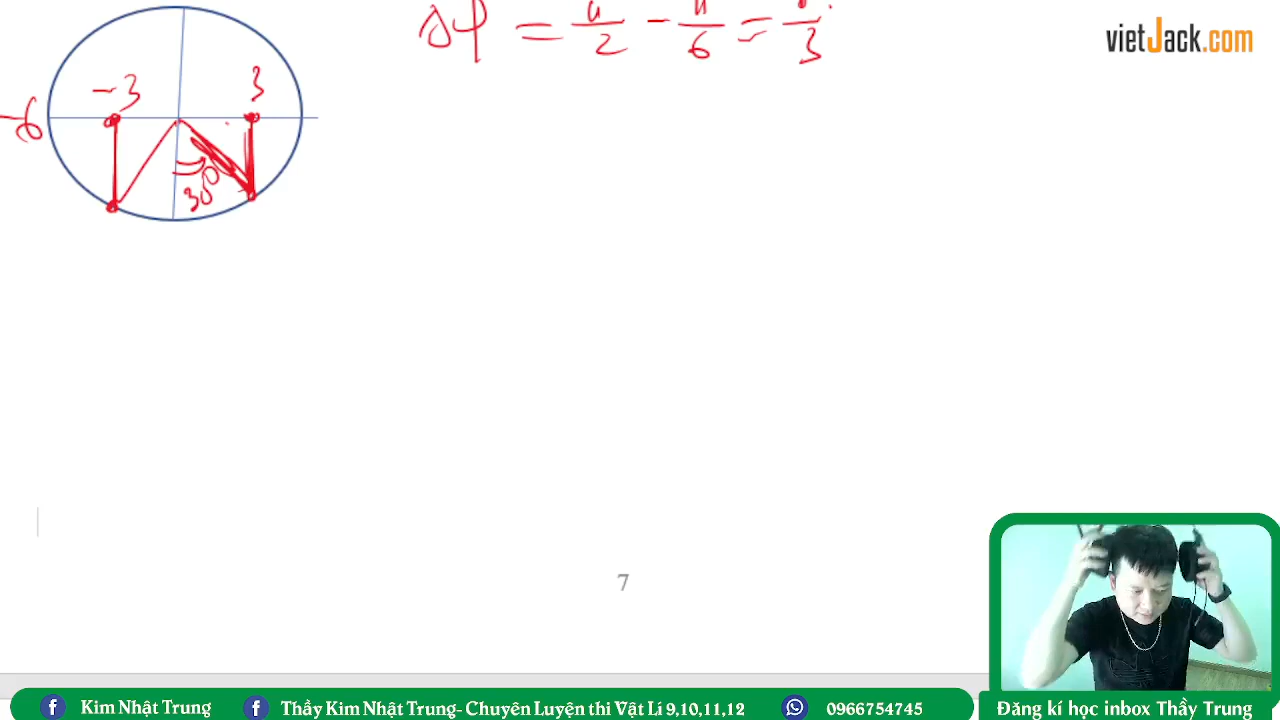 Δφ = π/2 - π/6 = π/3
vietJack.com
-3
3
-6
30°
7
Kim Nhật Trung
Thầy Kim Nhật Trung- Chuyên Luyện thi Vật Lí 9,10,11,12
0966754745
Đăng kí học inbox Thầy Trung